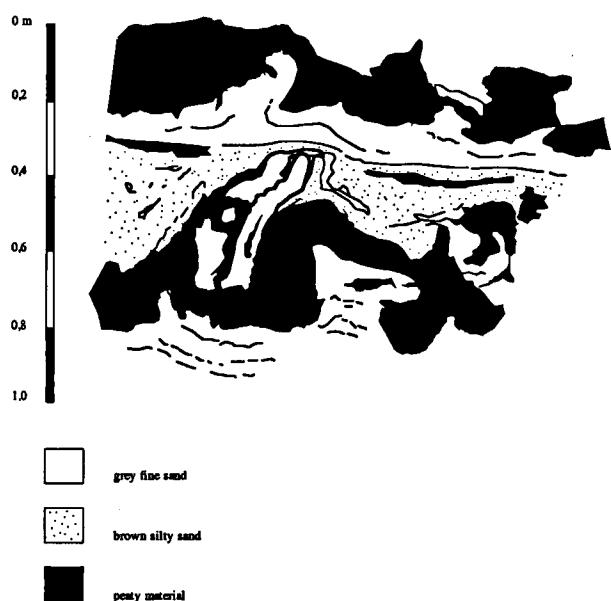 0 m
0,2
0,4
0,6
0,8
1,0
grey fine sand
brown silty sand
peaty material